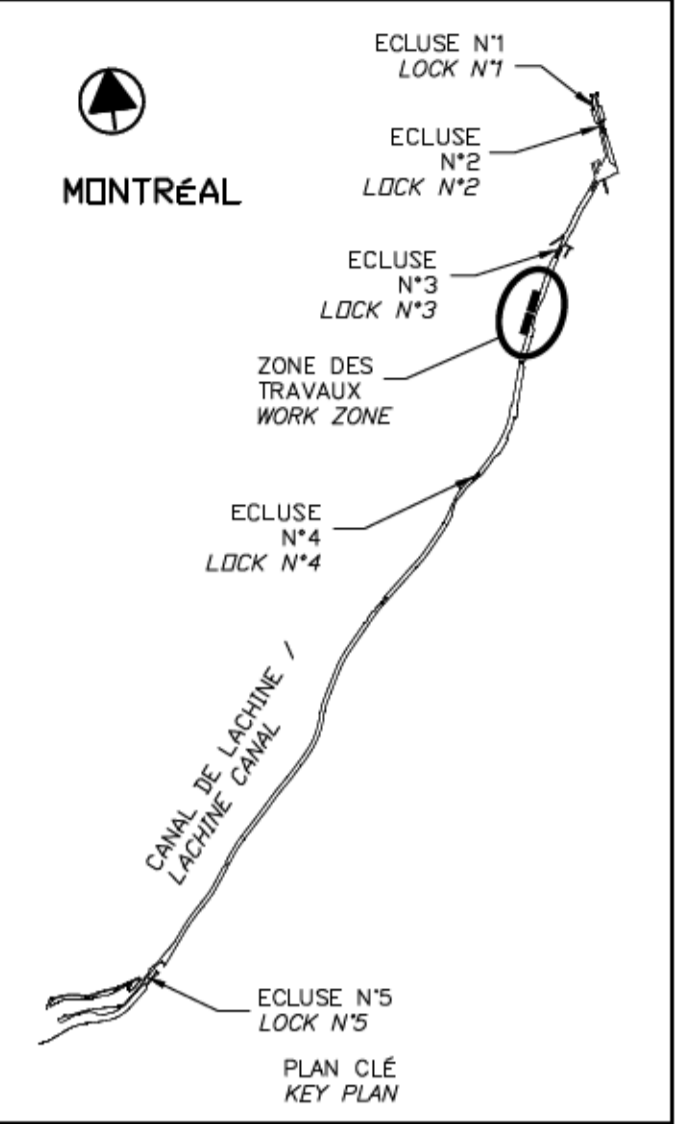 ECLUSE N°1
LOCK N°1
MONTRÉAL
ECLUSE
N°2
LOCK N°2
ECLUSE
N°3
LOCK N°3
ZONE DES
TRAVAUX
WORK ZONE
ECLUSE
N°4
LOCK N°4
CANAL DE LACHINE /
LACHINE CANAL
ECLUSE N°5
LOCK N°5
PLAN CLÉ
KEY PLAN